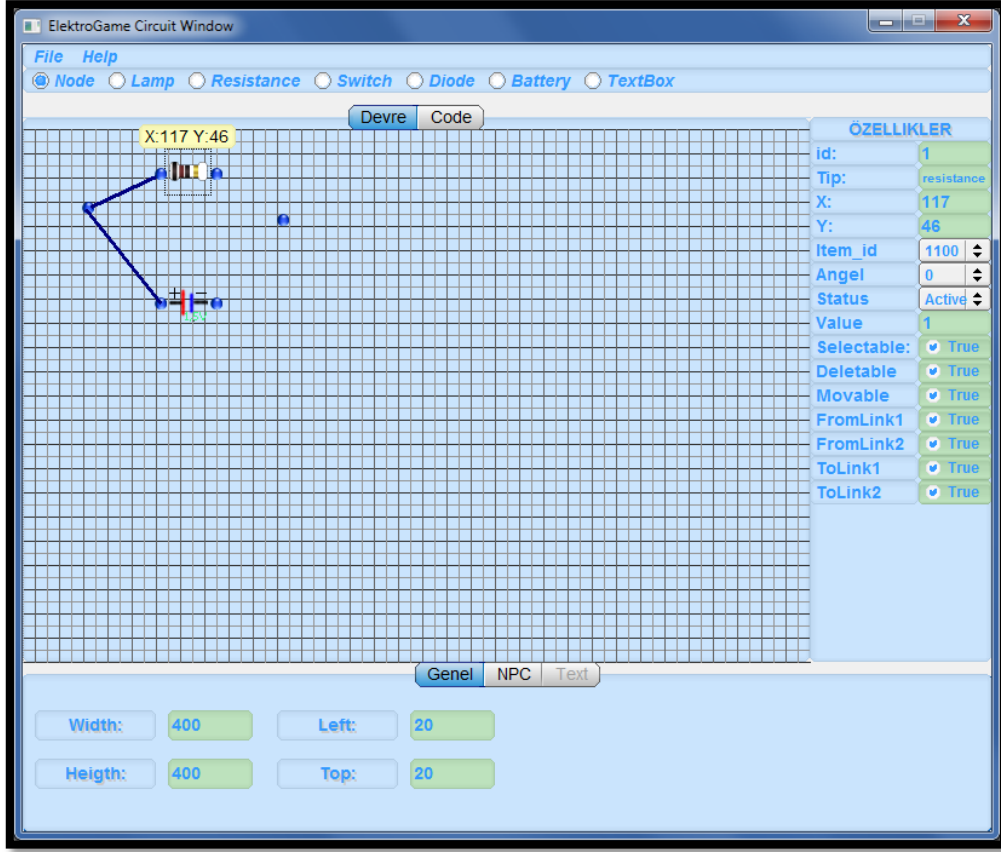 ElektroGame Circuit Window
File Help
Node Lamp Resistance Switch Diode Battery TextBox
Devre Code
X:117 Y:46
+ −
1.5V
ÖZELLIKLER
id: 1
Tip: resistance
X: 117
Y: 46
Item_id 1100
Angel 0
Status Active
Value 1
Selectable: True
Deletable True
Movable True
FromLink1 True
FromLink2 True
ToLink1 True
ToLink2 True
Genel NPC Text
Width: 400 Left: 20
Heigth: 400 Top: 20